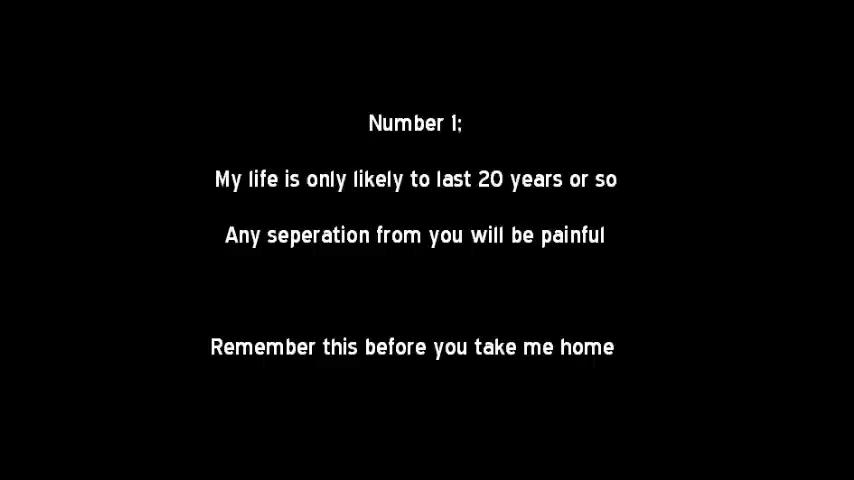 Number 1;
My life is only likely to last 20 years or so
Any seperation from you will be painful
Remember this before you take me home